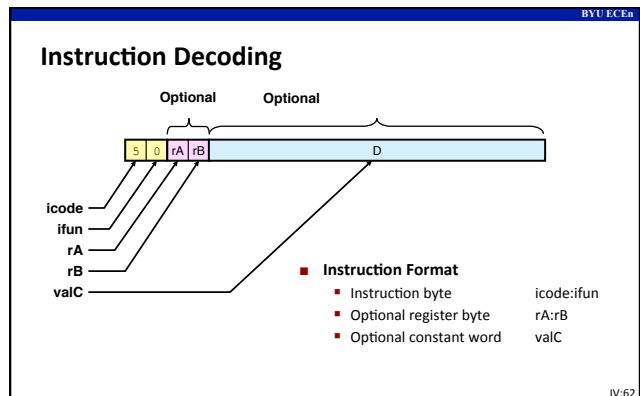 BYU ECEn
Instruction Decoding
Optional Optional
5 0 rA rB D
icode
ifun
rA
rB
valC
■ Instruction Format
■ Instruction byte icode:ifun
■ Optional register byte rA:rB
■ Optional constant word valC
IV:62